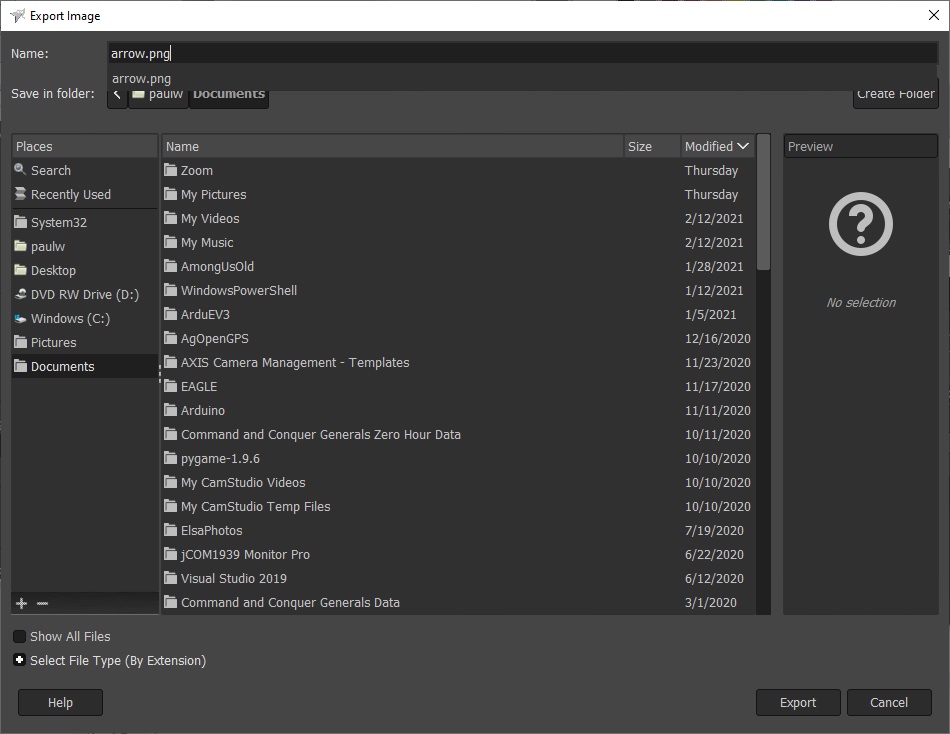 Export Image
Name: arrow.png
arrow.png
Save in folder: paulw Documents Create Folder
Places Name Size Modified Preview
Search Zoom Thursday
Recently Used My Pictures Thursday
System32 My Videos 2/12/2021
paulw My Music 2/12/2021
Desktop AmongUsOld 1/28/2021
DVD RW Drive (D:) WindowsPowerShell 1/12/2021
Windows (C:) ArduEV3 1/5/2021
No selection
Pictures AgOpenGPS 12/16/2020
Documents AXIS Camera Management - Templates 11/23/2020
EAGLE 11/17/2020
Arduino 11/11/2020
Command and Conquer Generals Zero Hour Data 10/11/2020
pygame-1.9.6 10/10/2020
My CamStudio Videos 10/10/2020
My CamStudio Temp Files 10/10/2020
ElsaPhotos 7/19/2020
jCOM1939 Monitor Pro 6/22/2020
Visual Studio 2019 6/12/2020
Command and Conquer Generals Data 3/1/2020
Show All Files
Select File Type (By Extension)
Help Export Cancel